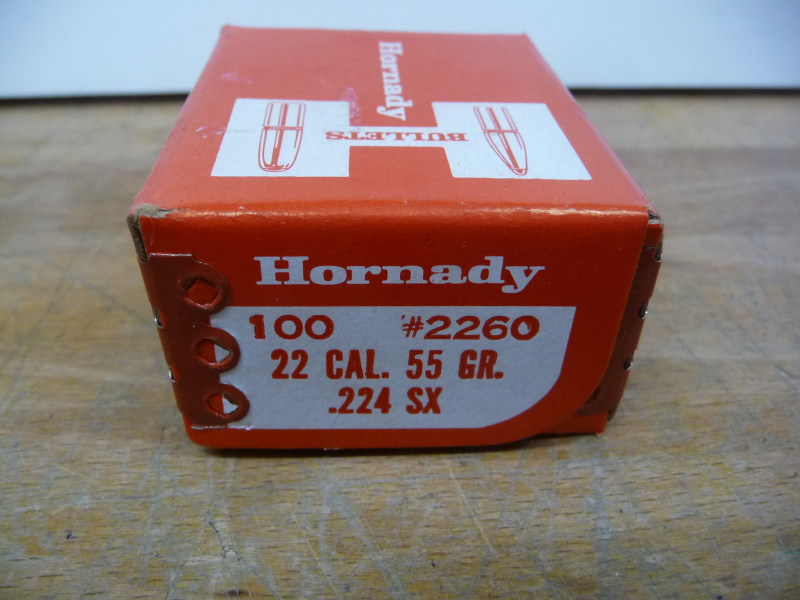 Hornady
BULLETS
Hornady
100 #2260
22 CAL. 55 GR.
.224 SX